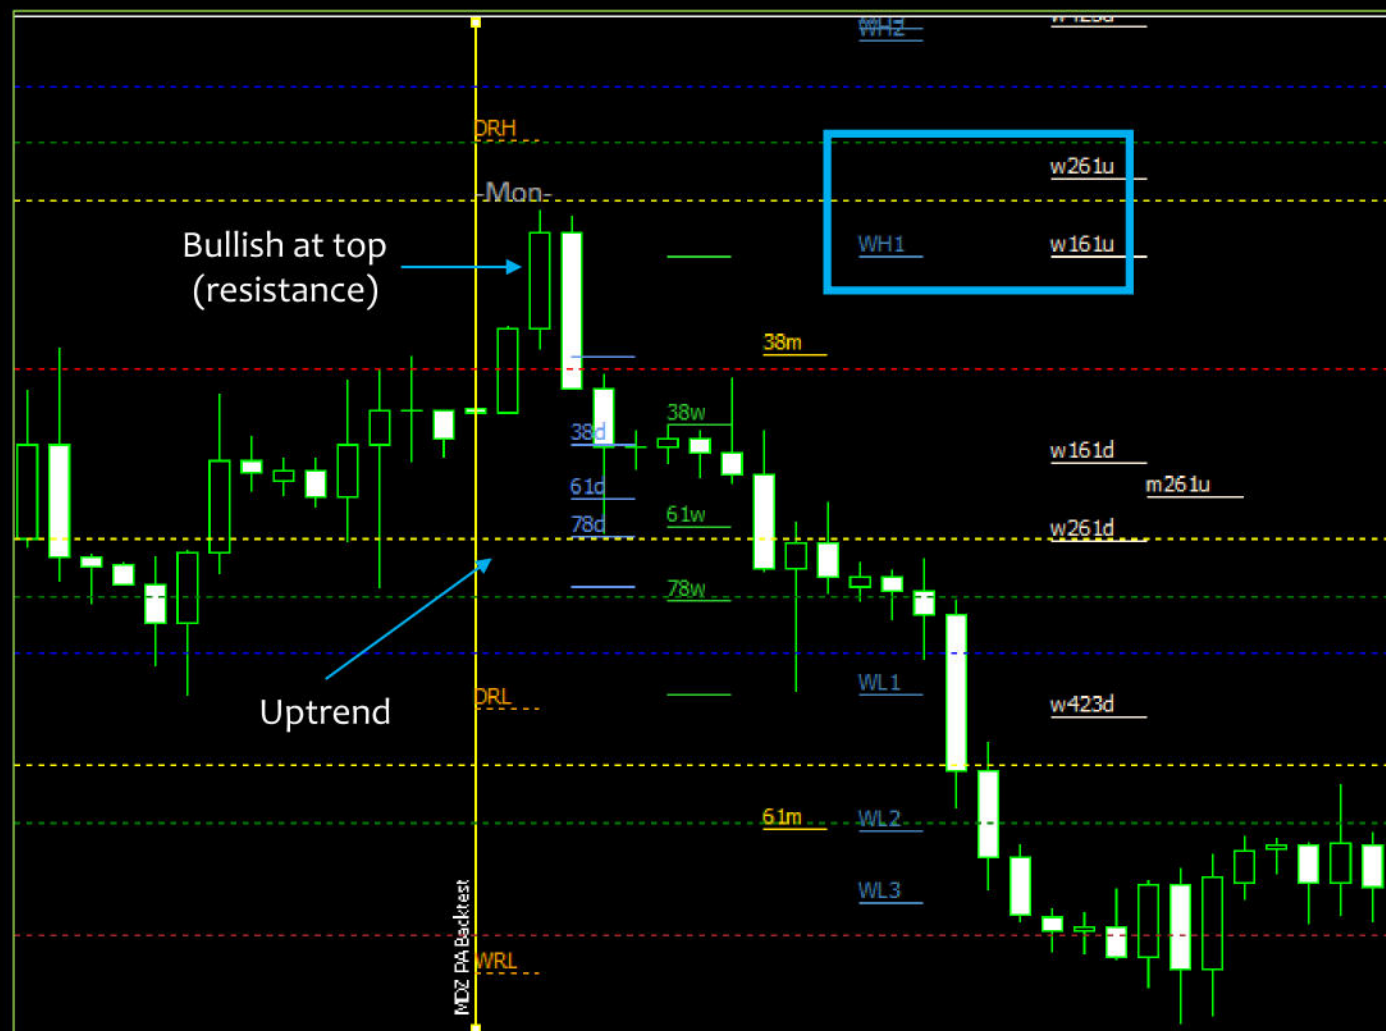 WH2
DRH
-Mon-
w261u
Bullish at top
(resistance)
WH1
w161u
38m
38w
38d
w161d
61d
m261u
61w
78d
w261d
78w
WL1
DRL
w423d
Uptrend
61m
WL2
WL3
WRL
MDZ PA Backtest